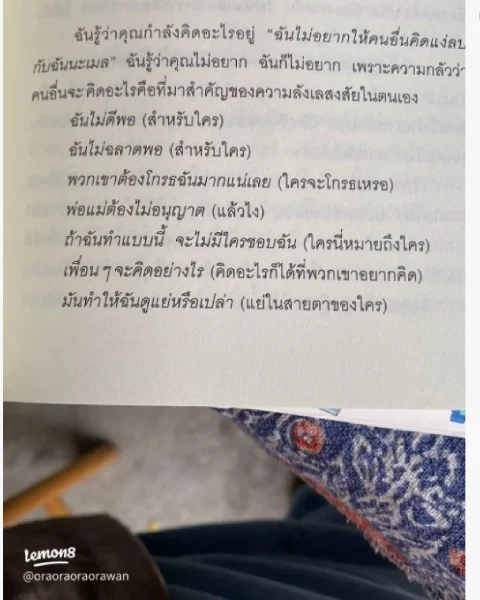 ฉันรู้ว่าคุณกำลังคิดอะไรอยู่ "ฉันไม่อยากให้คนอื่นคิดแง่ลบ
กับฉันนะเมล" ฉันรู้ว่าคุณไม่อยาก ฉันก็ไม่อยาก เพราะความกลัวว่า
คนอื่นจะคิดอะไรคือที่มาสำคัญของความลังเลสงสัยในตนเอง
ฉันไม่ดีพอ (สำหรับใคร)
ฉันไม่ฉลาดพอ (สำหรับใคร)
พวกเขาต้องโกรธฉันมากแน่เลย (ใครจะโกรธเหรอ)
พ่อแม่ต้องไม่อนุญาต (แล้วไง)
ถ้าฉันทำแบบนี้ จะไม่มีใครชอบฉัน (ใครนี่หมายถึงใคร)
เพื่อนๆ จะคิดอย่างไร (คิดอะไรก็ได้ที่พวกเขาอยากคิด)
มันทำให้ฉันดูแย่หรือเปล่า (แย่ในสายตาของใคร)
lemon8
@oraoraoraorawan